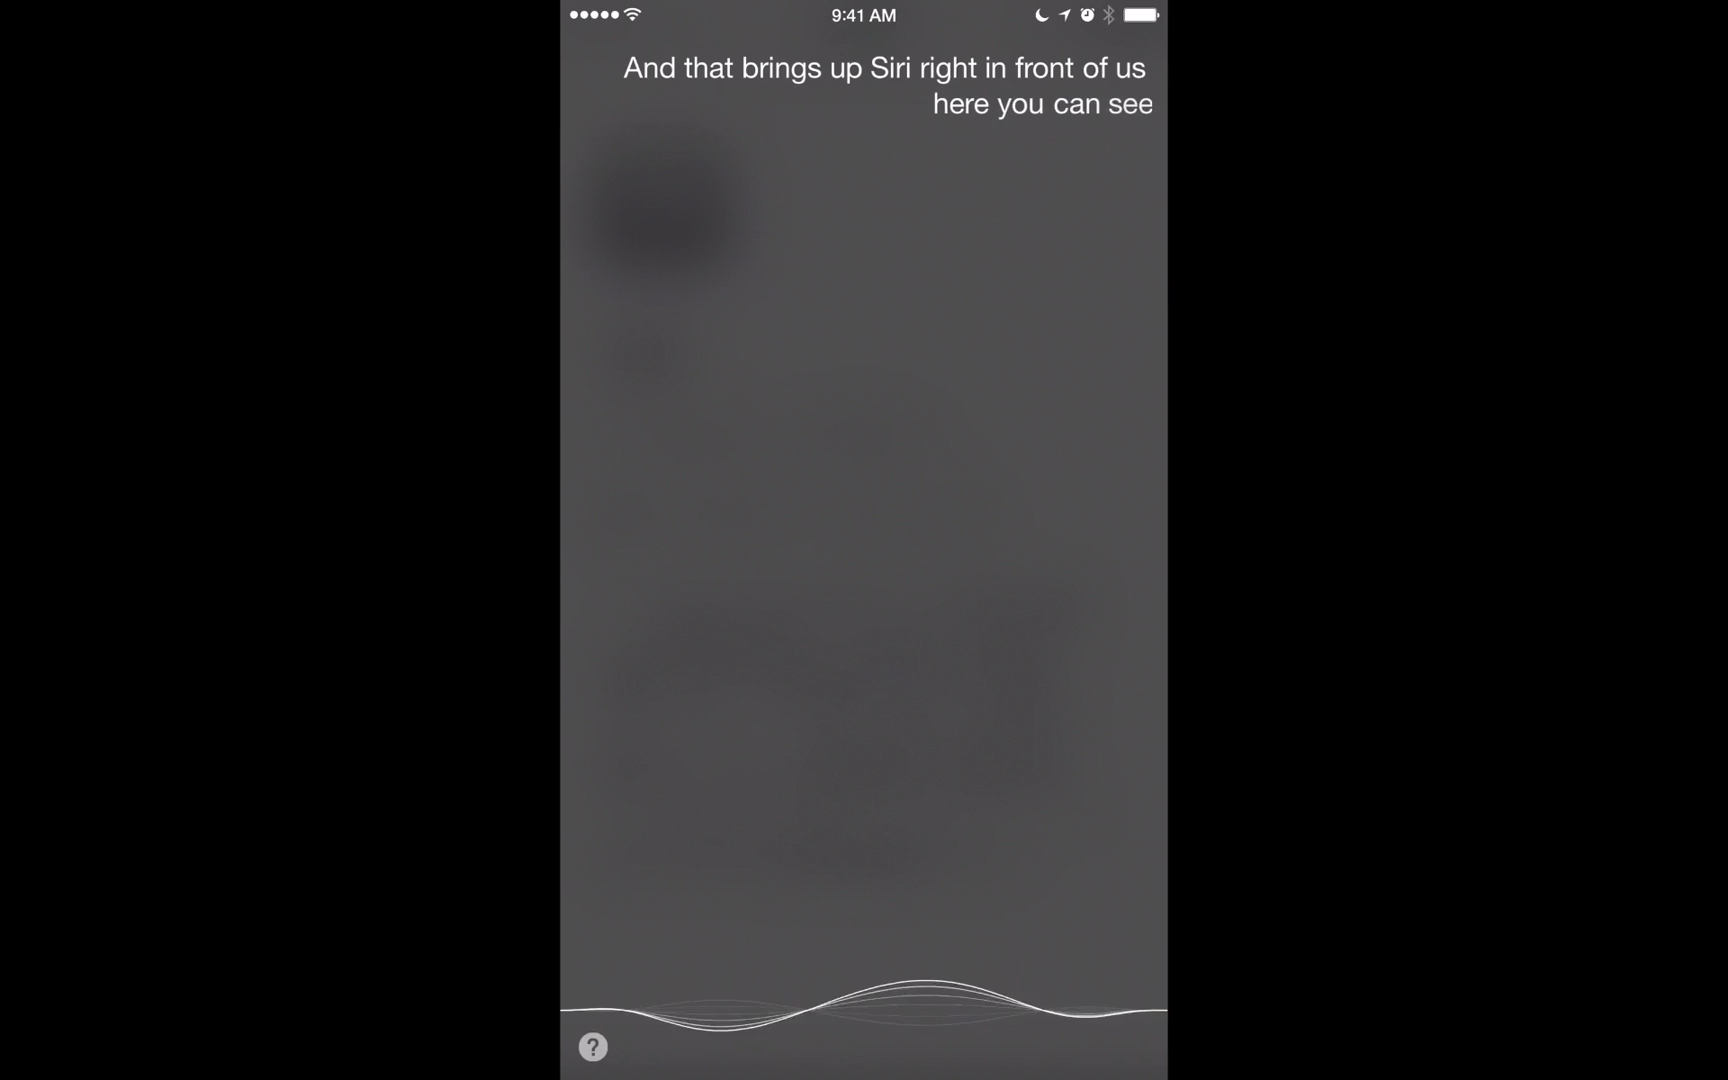 9:41 AM
And that brings up Siri right in front of us
here you can see
?